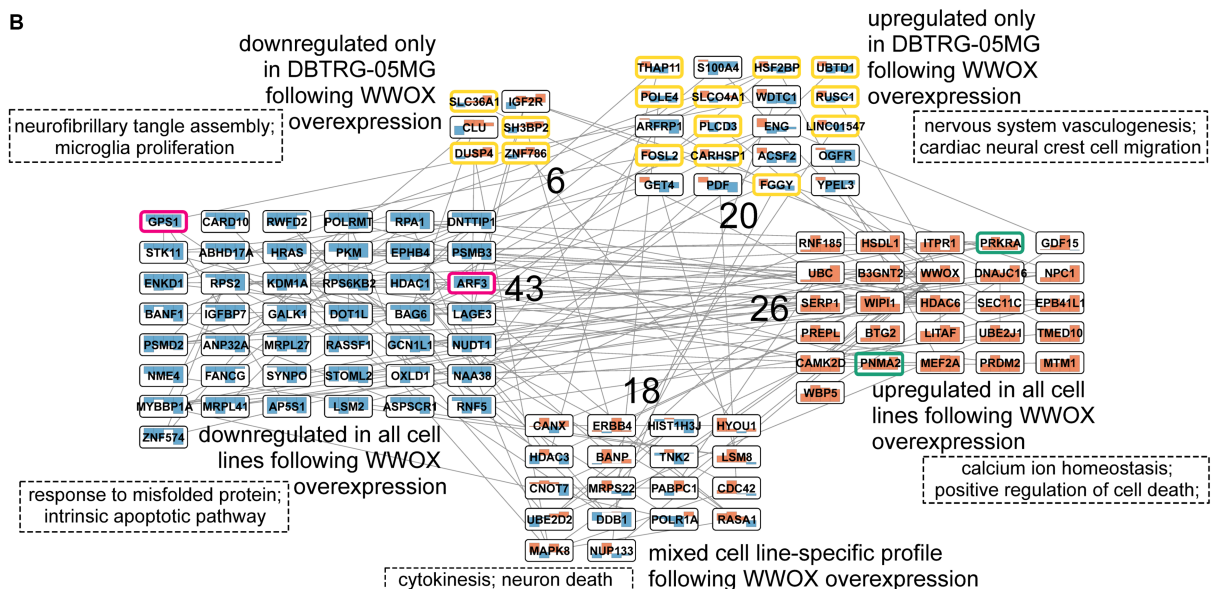 B
downregulated only
in DBTRG-05MG
following WWOX
overexpression
neurofibrillary tangle assembly;
microglia proliferation
SLC36A1 IGF2R
CLU SH3BP2
DUSP4 ZNF786
6
upregulated only
in DBTRG-05MG
following WWOX
overexpression
nervous system vasculogenesis;
cardiac neural crest cell migration
THAP11 S100A4 HSF2BP UBTD1
POLE4 SLCO4A1 WDTC1 RUSC1
ARFRP1 PLCD3 ENG LINC01547
FOSL2 CARHSP1 ACSF2 OGFR
GET4 PDF FGGY YPEL3
20
GPS1 CARD10 RWFD2 POLRMT RPA1 DNTTIP1
STK11 ABHD17A HRAS PKM EPHB4 PSMB3
ENKD1 RPS2 KDM1A RPS6KB2 HDAC1 ARF3
BANF1 IGFBP7 GALK1 DOT1L BAG6 LAGE3
PSMD2 ANP32A MRPL27 RASSF1 GCN1L1 NUDT1
NME4 FANCG SYNPO STOML2 OXLD1 NAA38
MYBBP1A MRPL41 AP5S1 LSM2 ASPSCR1 RNF5
ZNF574
43
downregulated in all cell
lines following WWOX
overexpression
response to misfolded protein;
intrinsic apoptotic pathway
RNF185 HSDL1 ITPR1 PRKRA GDF15
UBC B3GNT2 WWOX DNAJC16 NPC1
SERP1 WIPI1 HDAC6 SEC11C EPB41L1
PREPL BTG2 LITAF UBE2J1 TMED10
CAMK2D PNMA2 MEF2A PRDM2 MTM1
WBP5
26
upregulated in all cell
lines following WWOX
overexpression
calcium ion homeostasis;
positive regulation of cell death;
18
CANX ERBB4 HIST1H3J HYOU1
HDAC3 BANP TNK2 LSM8
CNOT7 MRPS22 PABPC1 CDC42
UBE2D2 DDB1 POLR1A RASA1
MAPK8 NUP133
mixed cell line-specific profile
following WWOX overexpression
cytokinesis; neuron death